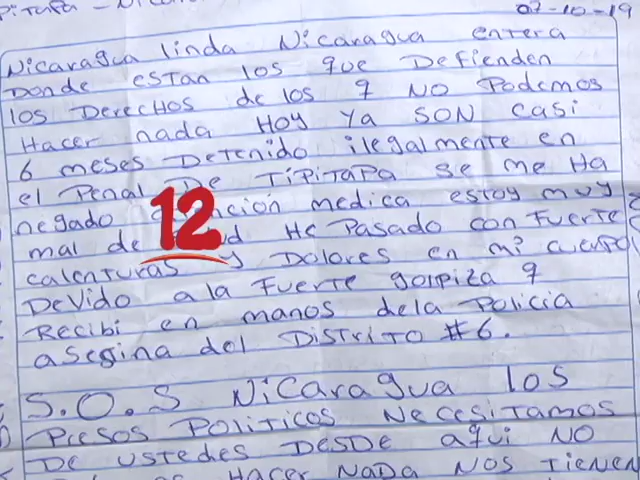 07-10-19
Nicaragua linda Nicaragua entera
Donde estan los que Defienden
los Derechos de los q no Podemos
Hacer nada Hoy Ya son casi
6 meses Detenido ilegalmente en
el Penal De Tipitapa se me Ha
negado medica estoy muy
mal de He Pasado con Fuerte
calenturas y Dolores en mi cuerpo
Devido a la Fuerte golpiza q
Recibi en manos dela Policia
asegina del Distrito #6.
12
S.O.S Nicaragua los
Presos Politicos Necesitamos
De ustedes Desde aqui No
Hacer nada nos tienen